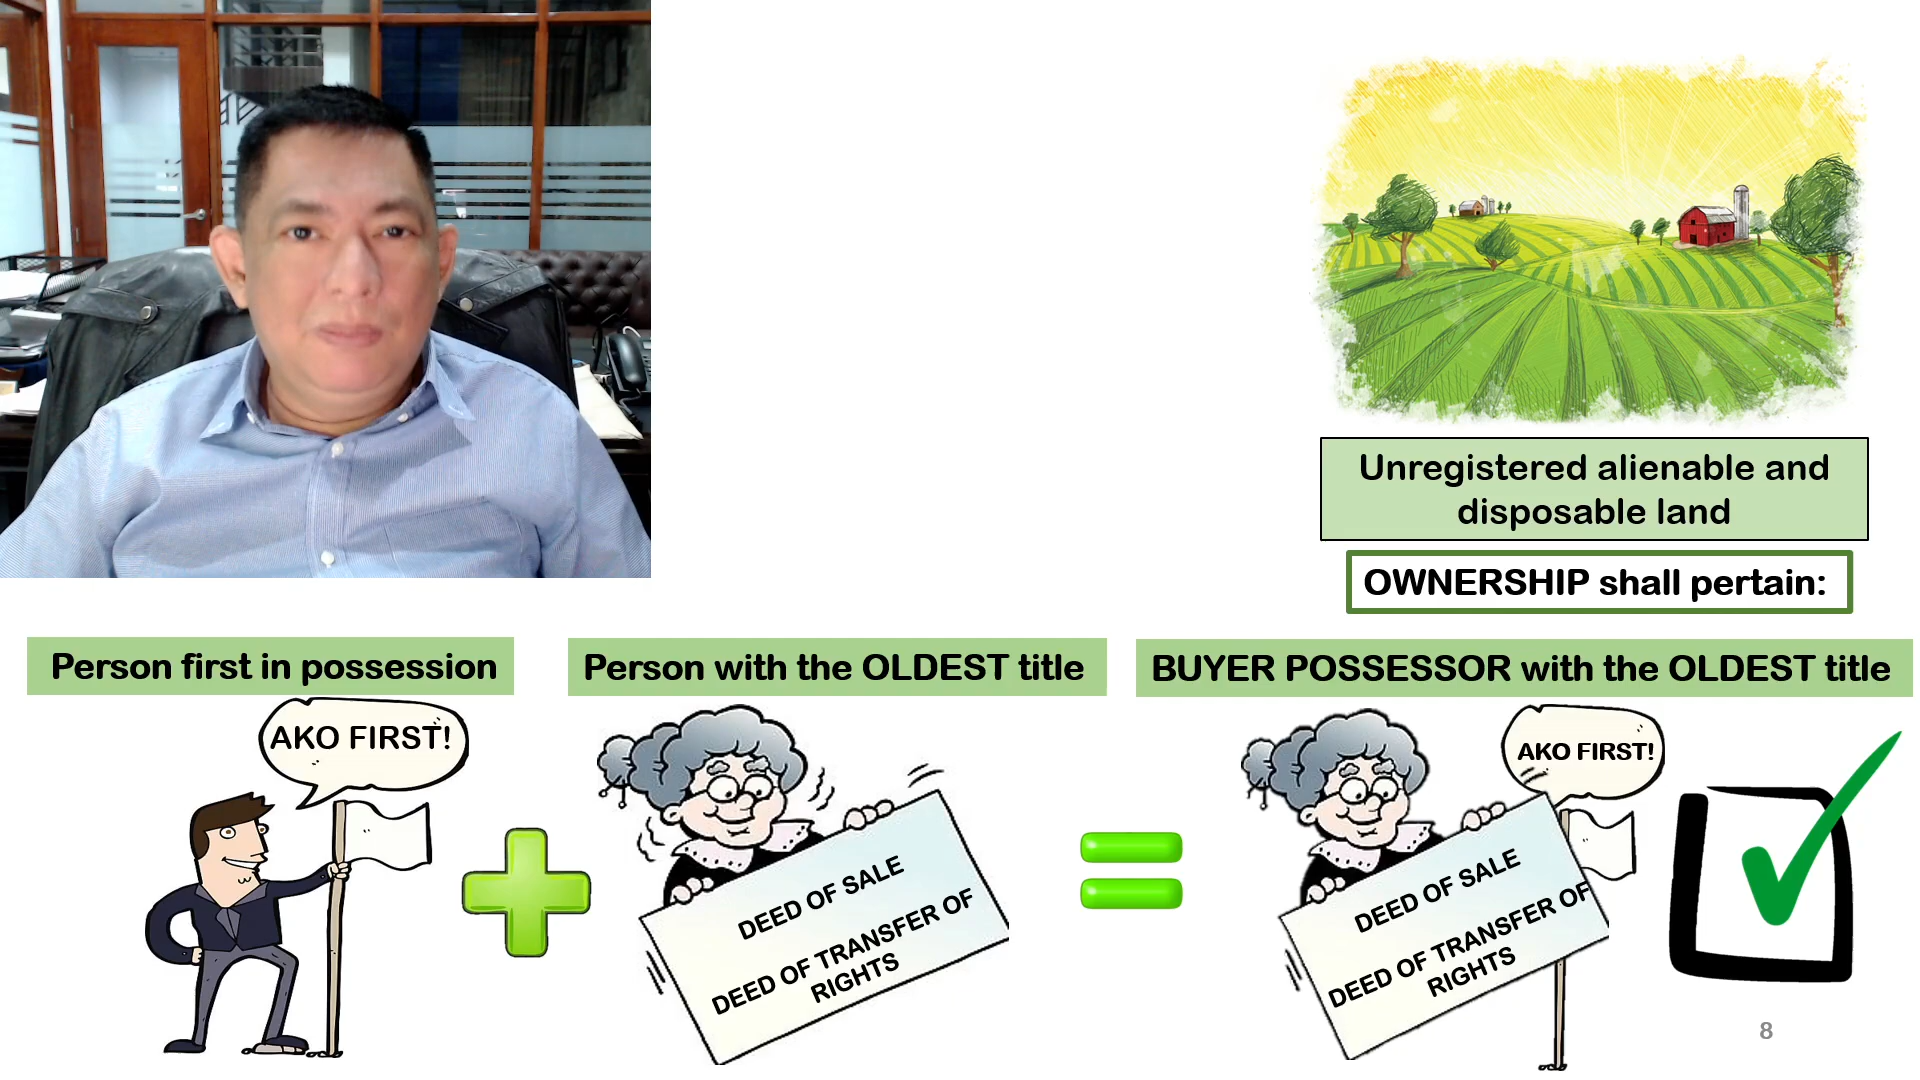 Unregistered alienable and
disposable land
OWNERSHIP shall pertain:
Person first in possession
Person with the OLDEST title
BUYER POSSESSOR with the OLDEST title
AKO FIRST!
DEED OF SALE
DEED OF TRANSFER OF
RIGHTS
AKO FIRST!
DEED OF SALE
DEED OF TRANSFER OF
RIGHTS
8